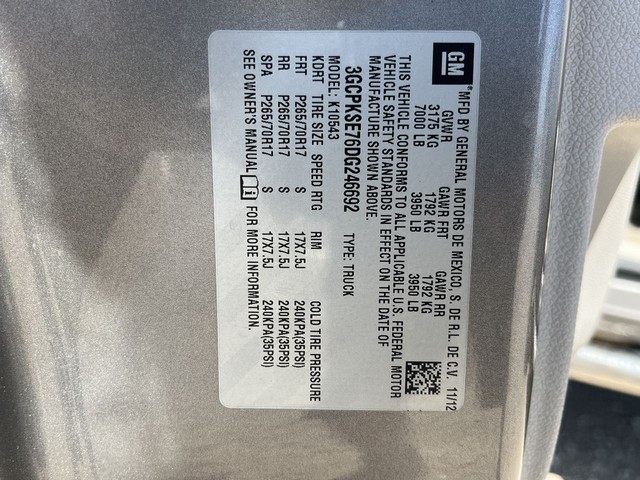 GM
MFD BY GENERAL MOTORS DE MEXICO, S. DE R.L. DE C.V. 11/12
GVWR GAWR FRT GAWR RR
3175 KG 1792 KG 1792 KG
7000 LB 3950 LB 3950 LB
THIS VEHICLE CONFORMS TO ALL APPLICABLE U.S. FEDERAL MOTOR
VEHICLE SAFETY STANDARDS IN EFFECT ON THE DATE OF
MANUFACTURE SHOWN ABOVE.
3GCPKSE76DG246692 TYPE: TRUCK
MODEL: K10543
KDRT TIRE SIZE SPEED RTG RIM COLD TIRE PRESSURE
FRT P265/70R17 S 17X7.5J 240KPA(35PSI)
RR P265/70R17 S 17X7.5J 240KPA(35PSI)
SPA P265/70R17 S 17X7.5J 240KPA(35PSI)
SEE OWNER'S MANUAL FOR MORE INFORMATION.